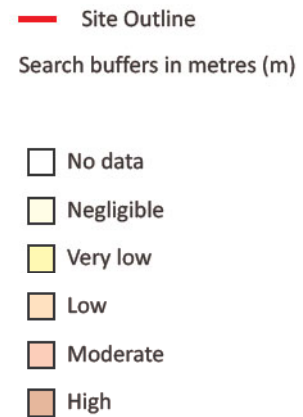 Site Outline
Search buffers in metres (m)
No data
Negligible
Very low
Low
Moderate
High